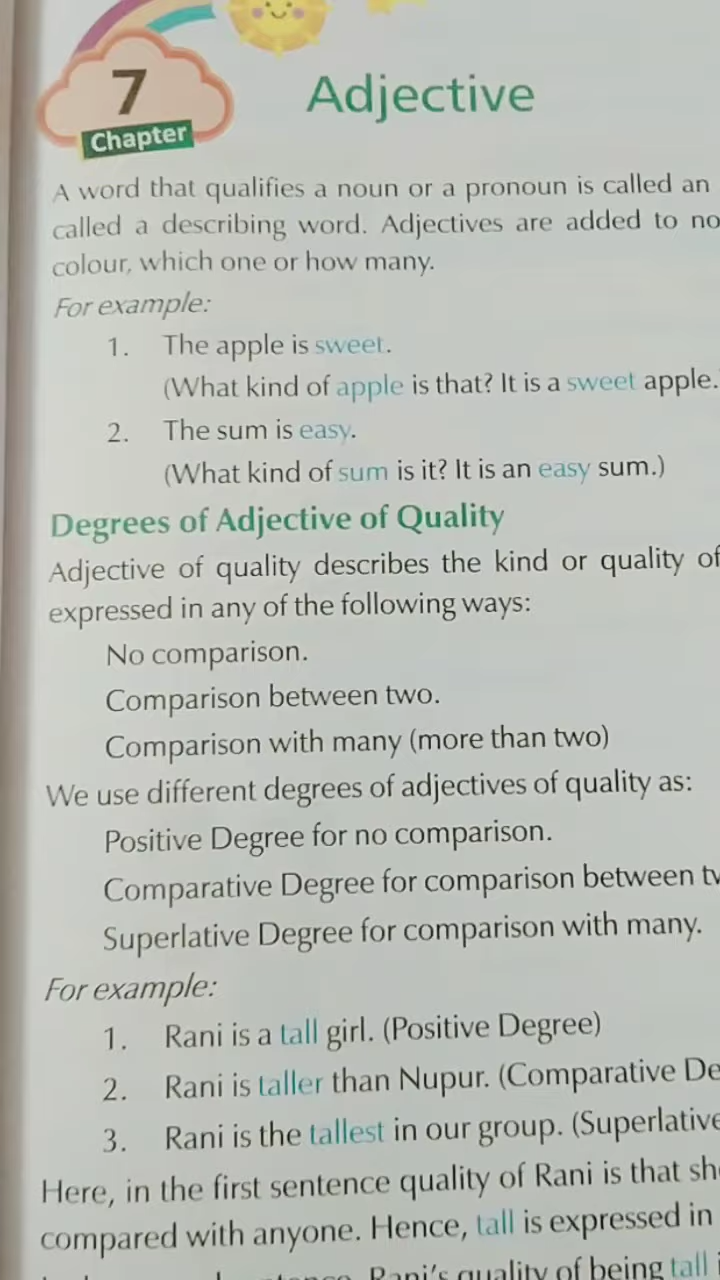 7
Chapter
Adjective
A word that qualifies a noun or a pronoun is called an
called a describing word. Adjectives are added to no
colour, which one or how many.
For example:
1. The apple is sweet.
(What kind of apple is that? It is a sweet apple.
2. The sum is easy.
(What kind of sum is it? It is an easy sum.)
Degrees of Adjective of Quality
Adjective of quality describes the kind or quality of
expressed in any of the following ways:
No comparison.
Comparison between two.
Comparison with many (more than two)
We use different degrees of adjectives of quality as:
Positive Degree for no comparison.
Comparative Degree for comparison between tw
Superlative Degree for comparison with many.
For example:
1. Rani is a tall girl. (Positive Degree)
2. Rani is taller than Nupur. (Comparative De
3. Rani is the tallest in our group. (Superlative
Here, in the first sentence quality of Rani is that sh
compared with anyone. Hence, tall is expressed in
Rani's quality of being tall